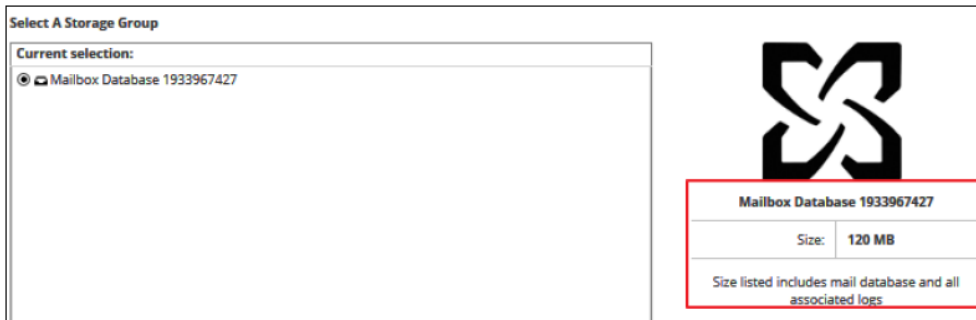 Select A Storage Group
Current selection:
Mailbox Database 1933967427
Mailbox Database 1933967427
Size: 120 MB
Size listed includes mail database and all
associated logs